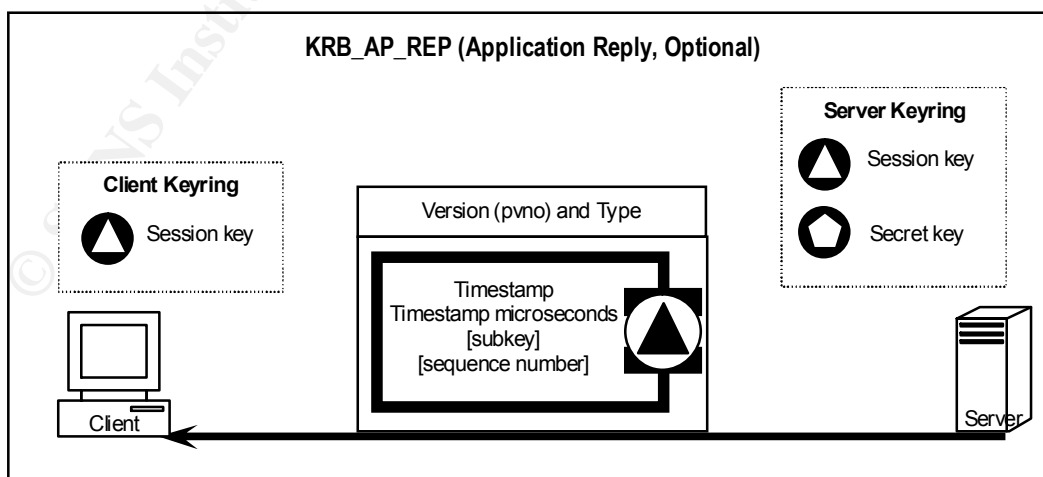 KRB_AP_REP (Application Reply, Optional)
Server Keyring
Session key
Secret key
Client Keyring
Session key
Version (pvno) and Type
Timestamp
Timestamp microseconds
[subkey]
[sequence number]
Client
Server